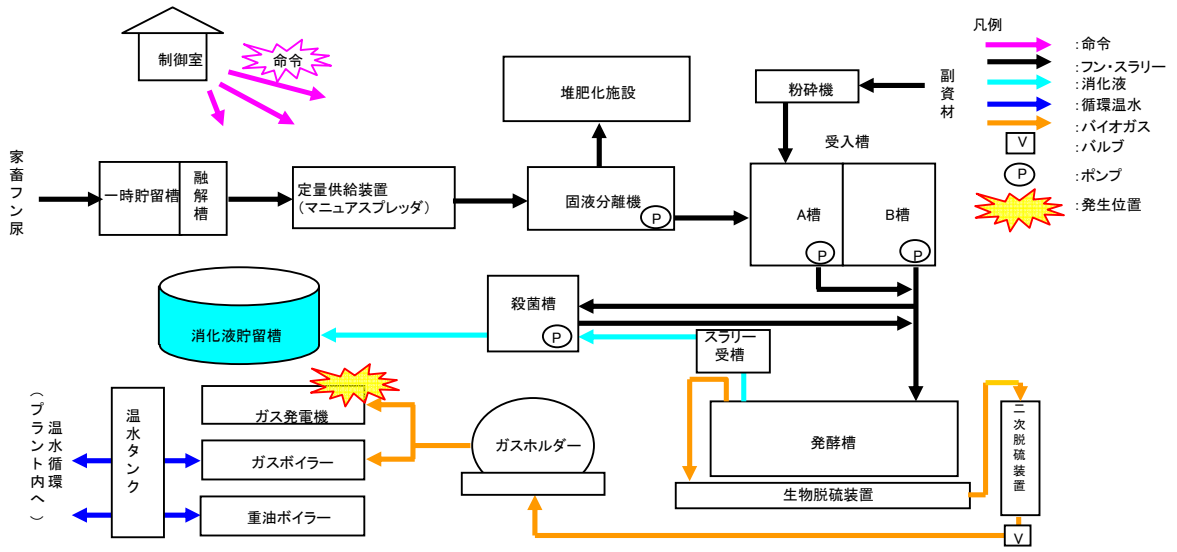 制御室
命令
凡例
:命令
:フン・スラリー
:消化液
:循環温水
:バイオガス
V
:バルブ
P
:ポンプ
:発生位置
堆肥化施設
粉砕機
副資材
受入槽
家畜フン尿
一時貯留槽
融解槽
定量供給装置
(マニュアスプレッダ)
固液分離機
P
A槽
P
B槽
P
消化液貯留槽
殺菌槽
P
スラリー
受槽
ガス発電機
ガスボイラー
重油ボイラー
温水タンク
温水循環
(プラント内へ)
ガスホルダー
発酵槽
生物脱硫装置
二次脱硫装置
V